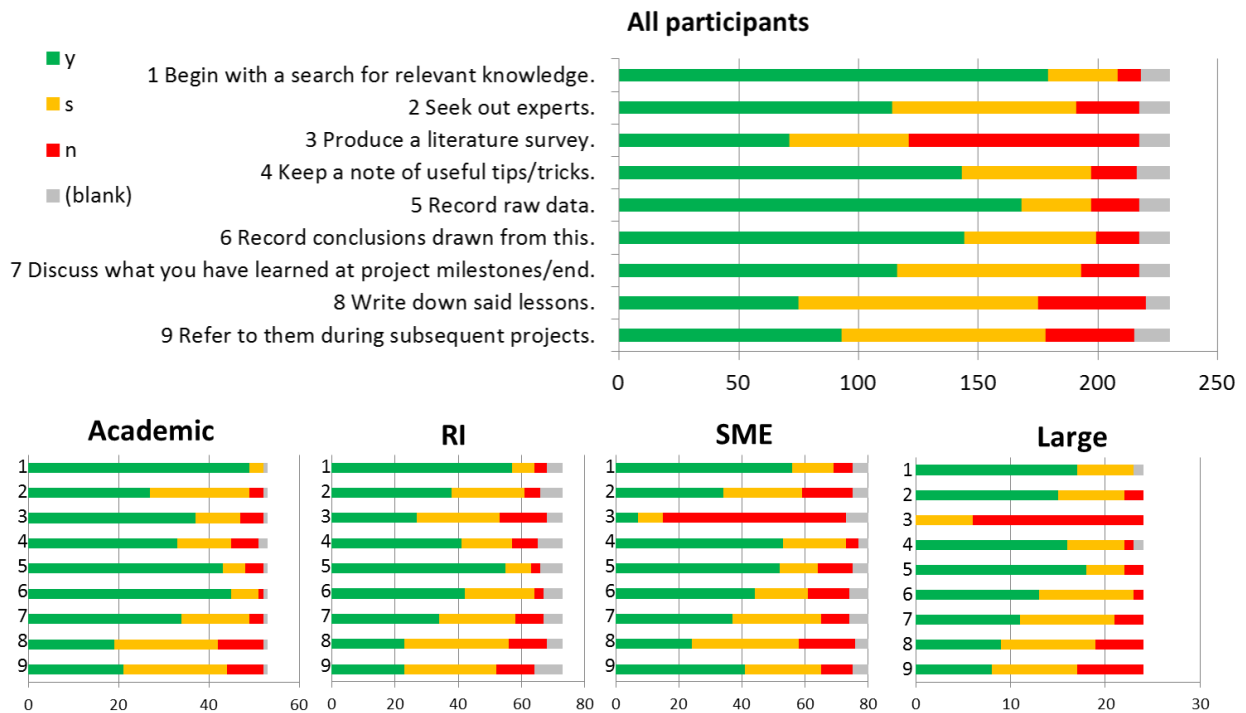 All participants
y
s
n
(blank)
1 Begin with a search for relevant knowledge.
2 Seek out experts.
3 Produce a literature survey.
4 Keep a note of useful tips/tricks.
5 Record raw data.
6 Record conclusions drawn from this.
7 Discuss what you have learned at project milestones/end.
8 Write down said lessons.
9 Refer to them during subsequent projects.
0 50 100 150 200 250
Academic
1
2
3
4
5
6
7
8
9
0 20 40 60
RI
1
2
3
4
5
6
7
8
9
0 20 40 60 80
SME
1
2
3
4
5
6
7
8
9
0 20 40 60 80
Large
1
2
3
4
5
6
7
8
9
0 10 20 30